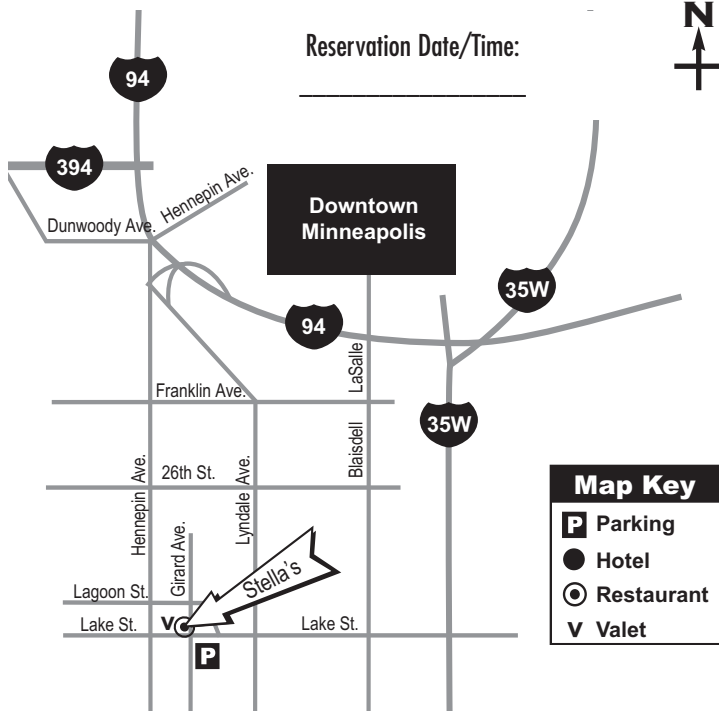 N
Reservation Date/Time:
94
394
Hennepin Ave.
Dunwoody Ave.
Downtown
Minneapolis
35W
94
LaSalle
Franklin Ave.
35W
Blaisdell
Hennepin Ave.
26th St.
Lyndale Ave.
Map Key
P Parking
Hotel
Restaurant
V Valet
Girard Ave.
Stella's
Lagoon St.
Lake St.
V
Lake St.
P